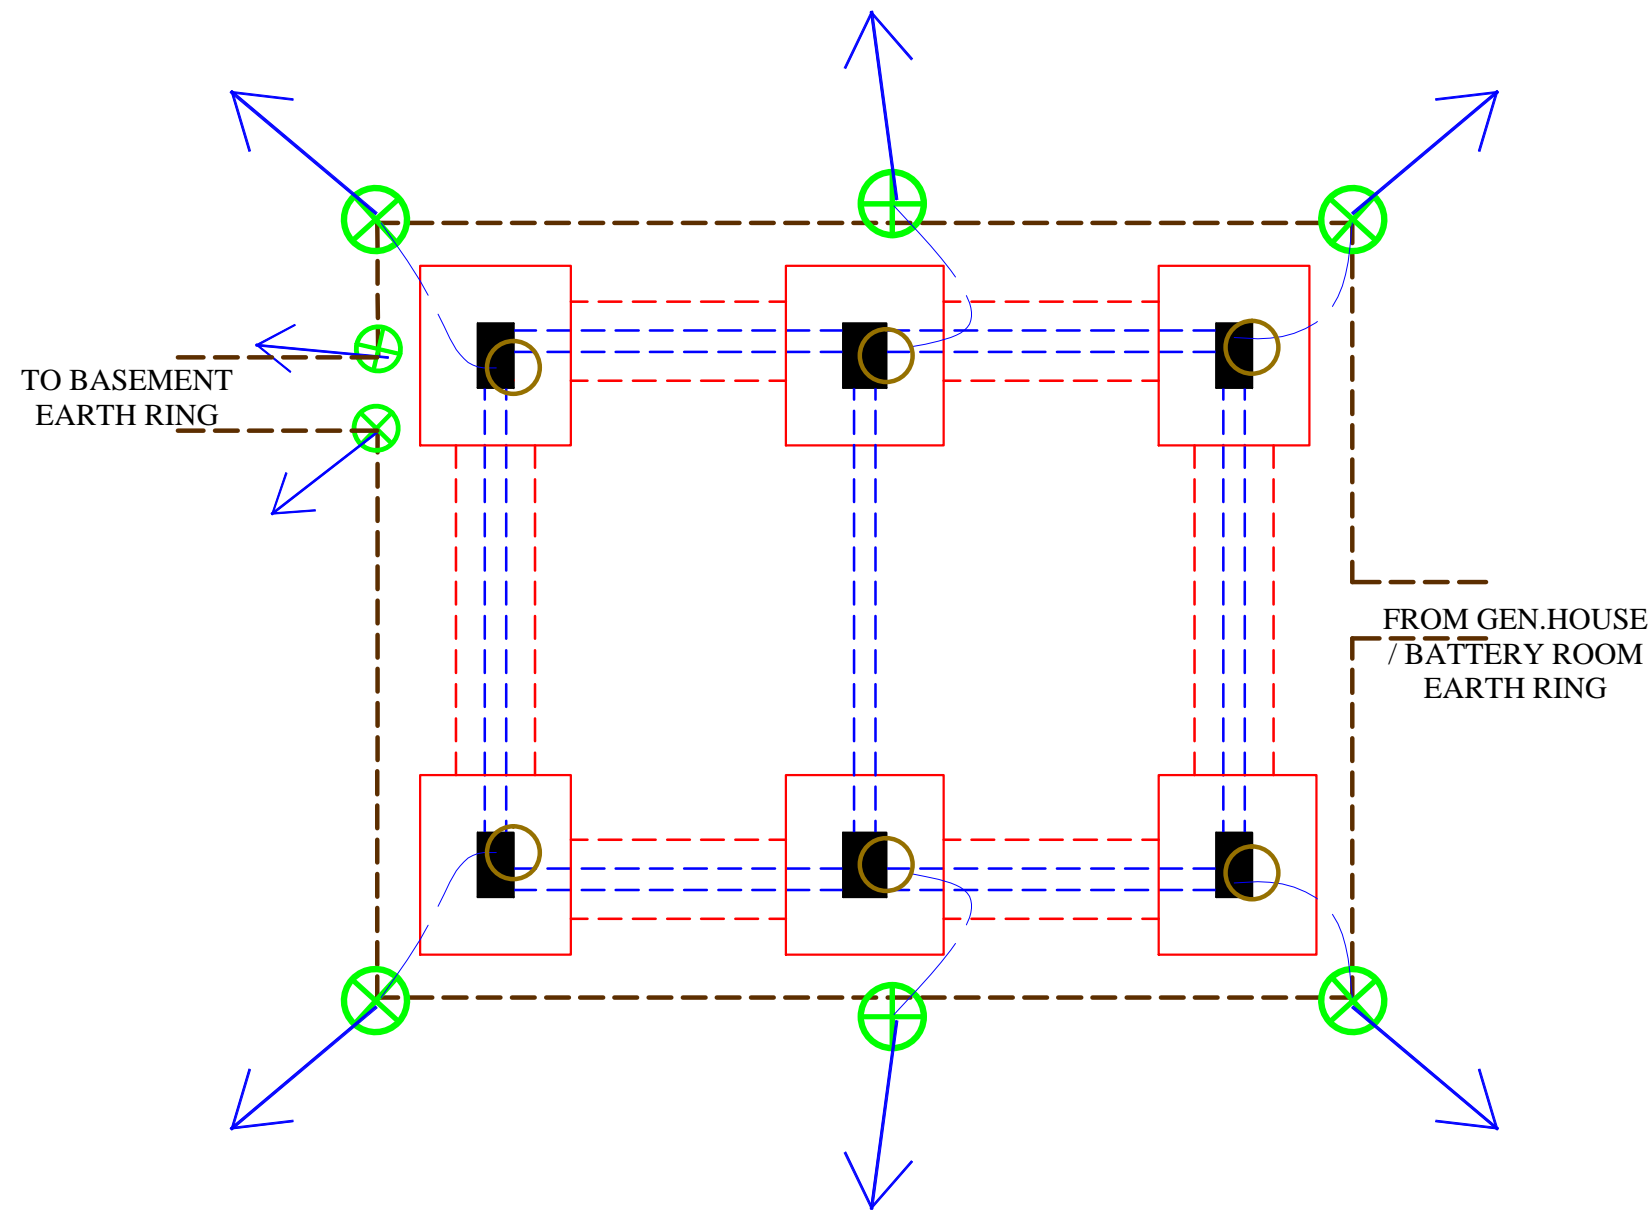 TO BASEMENT
EARTH RING
FROM GEN.HOUSE
/ BATTERY ROOM
EARTH RING